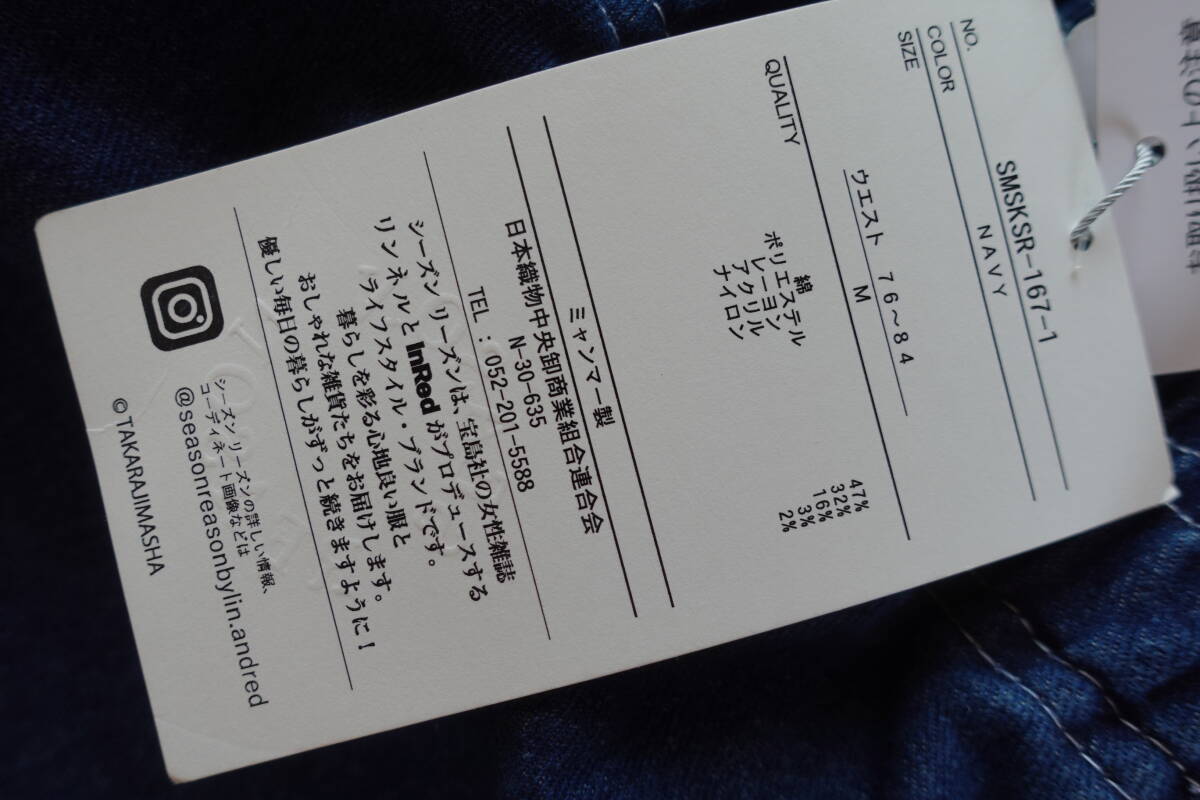 NO. SMSKSR-167-1
COLOR NAVY
SIZE
ウエスト 76～84
M
QUALITY
綿 47%
ポリエステル 32%
レーヨン 16%
アクリル 3%
ナイロン 2%
ミャンマー製
日本織物中央卸商業組合連合会
N-30-635
TEL：052-201-5588
シーズンリーズンは、宝島社の女性雑誌
リンネルとInRedがプロデュースする
ライフスタイル・ブランドです。
暮らしを彩る心地良い服と
おしゃれな雑貨たちをお届けします。
優しい毎日の暮らしがずっと続きますように！
シーズンリーズンの詳しい情報、
コーディネート画像などは
@seasonreasonbylin.andred
©TAKARAJIMASHA